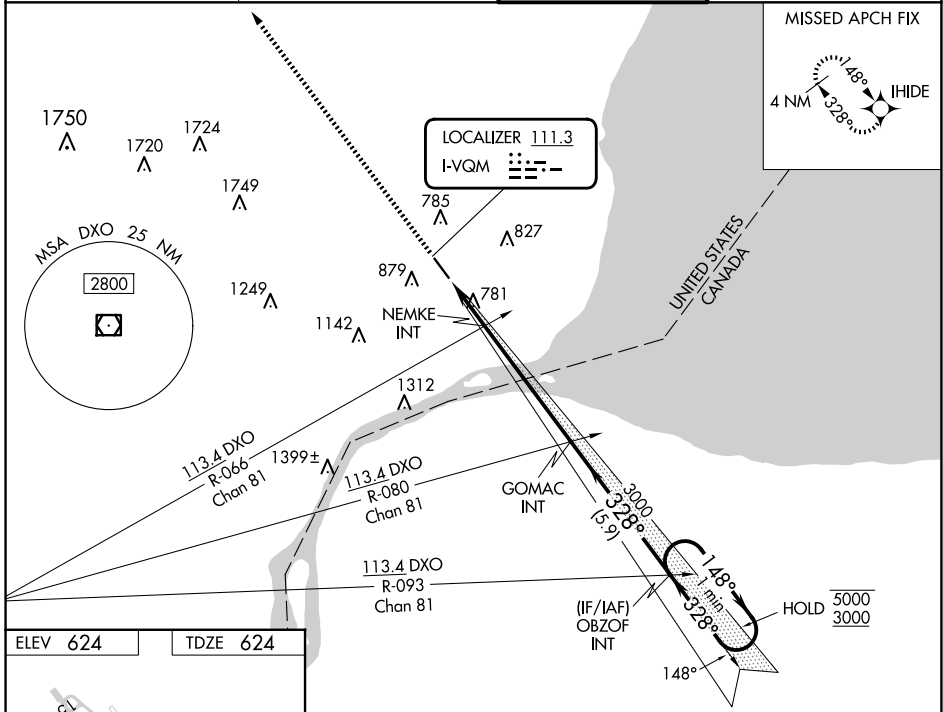 MISSED APCH FIX
148°
IHIDE
4 NM
328°
1750
1720
1724
1749
LOCALIZER 111.3
I-VQM
785
827
MSA DXO 25 NM
2800
879
1249
781
UNITED STATES
CANADA
NEMKE
INT
1142
1312
113.4 DXO
R-066
Chan 81
1399±
113.4 DXO
R-080
Chan 81
GOMAC
INT
3000
328°
(5.9)
113.4 DXO
R-093
Chan 81
148°
1 min
328°
(IF/IAF)
OBZOF
INT
HOLD 5000
3000
148°
ELEV 624
TDZE 624